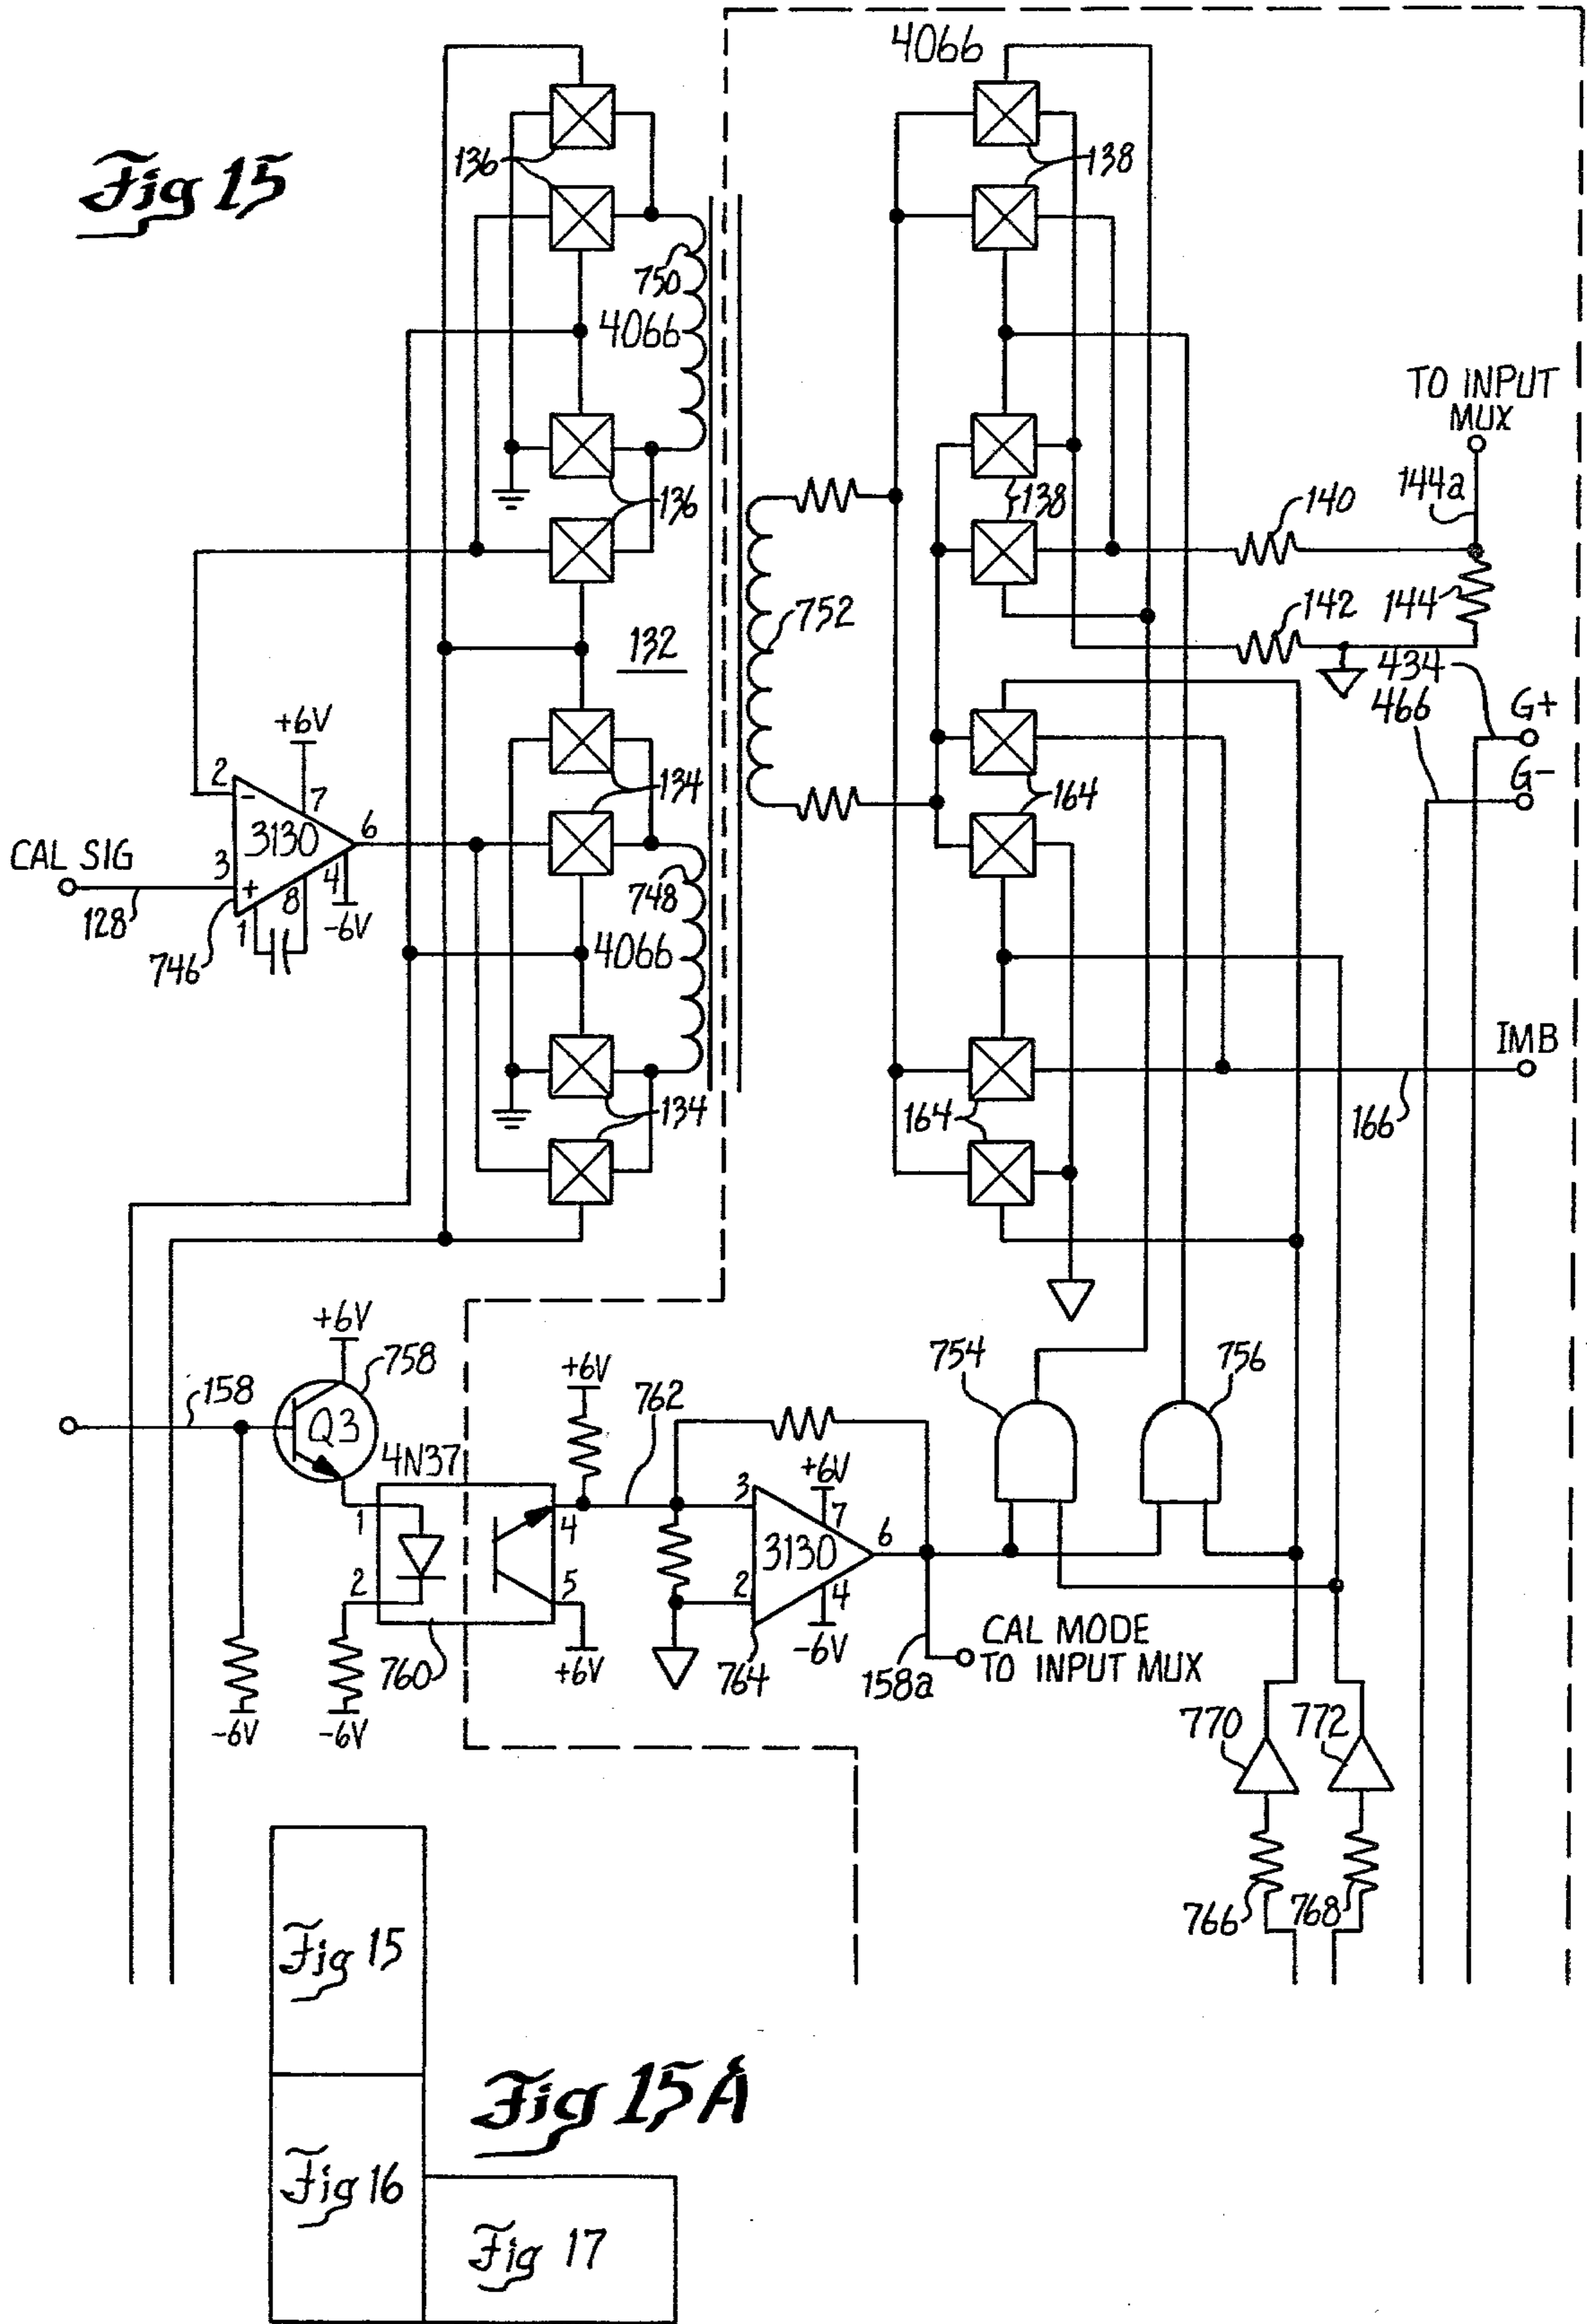 Fig 15
4066
136
138
750
4066
TO INPUT
MUX
144a
136
138
140
144
142
752
132
434
466
G+
G-
+6V
2
-
7
3130
6
134
164
CAL SIG
3
+
8
4
-6V
1
128
746
748
4066
IMB
134
164
166
+6V
758
754
756
158
+6V
762
Q3
4N37
+6V
1
4
3
7
3130
6
2
5
2
4
-6V
760
+6V
764
158a
CAL MODE
TO INPUT MUX
-6V
-6V
770
772
766
768
Fig 15
Fig 15A
Fig 16
Fig 17